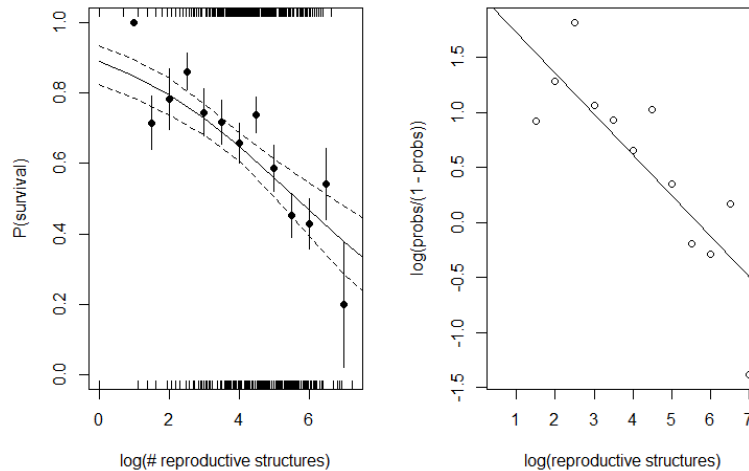 P(survival)
1.0
0.8
0.6
0.4
0.2
0.0
0 2 4 6
log(# reproductive structures)
log(probs/(1 - probs))
1.5
1.0
0.5
0.0
-0.5
-1.0
-1.5
1 2 3 4 5 6 7
log(reproductive structures)